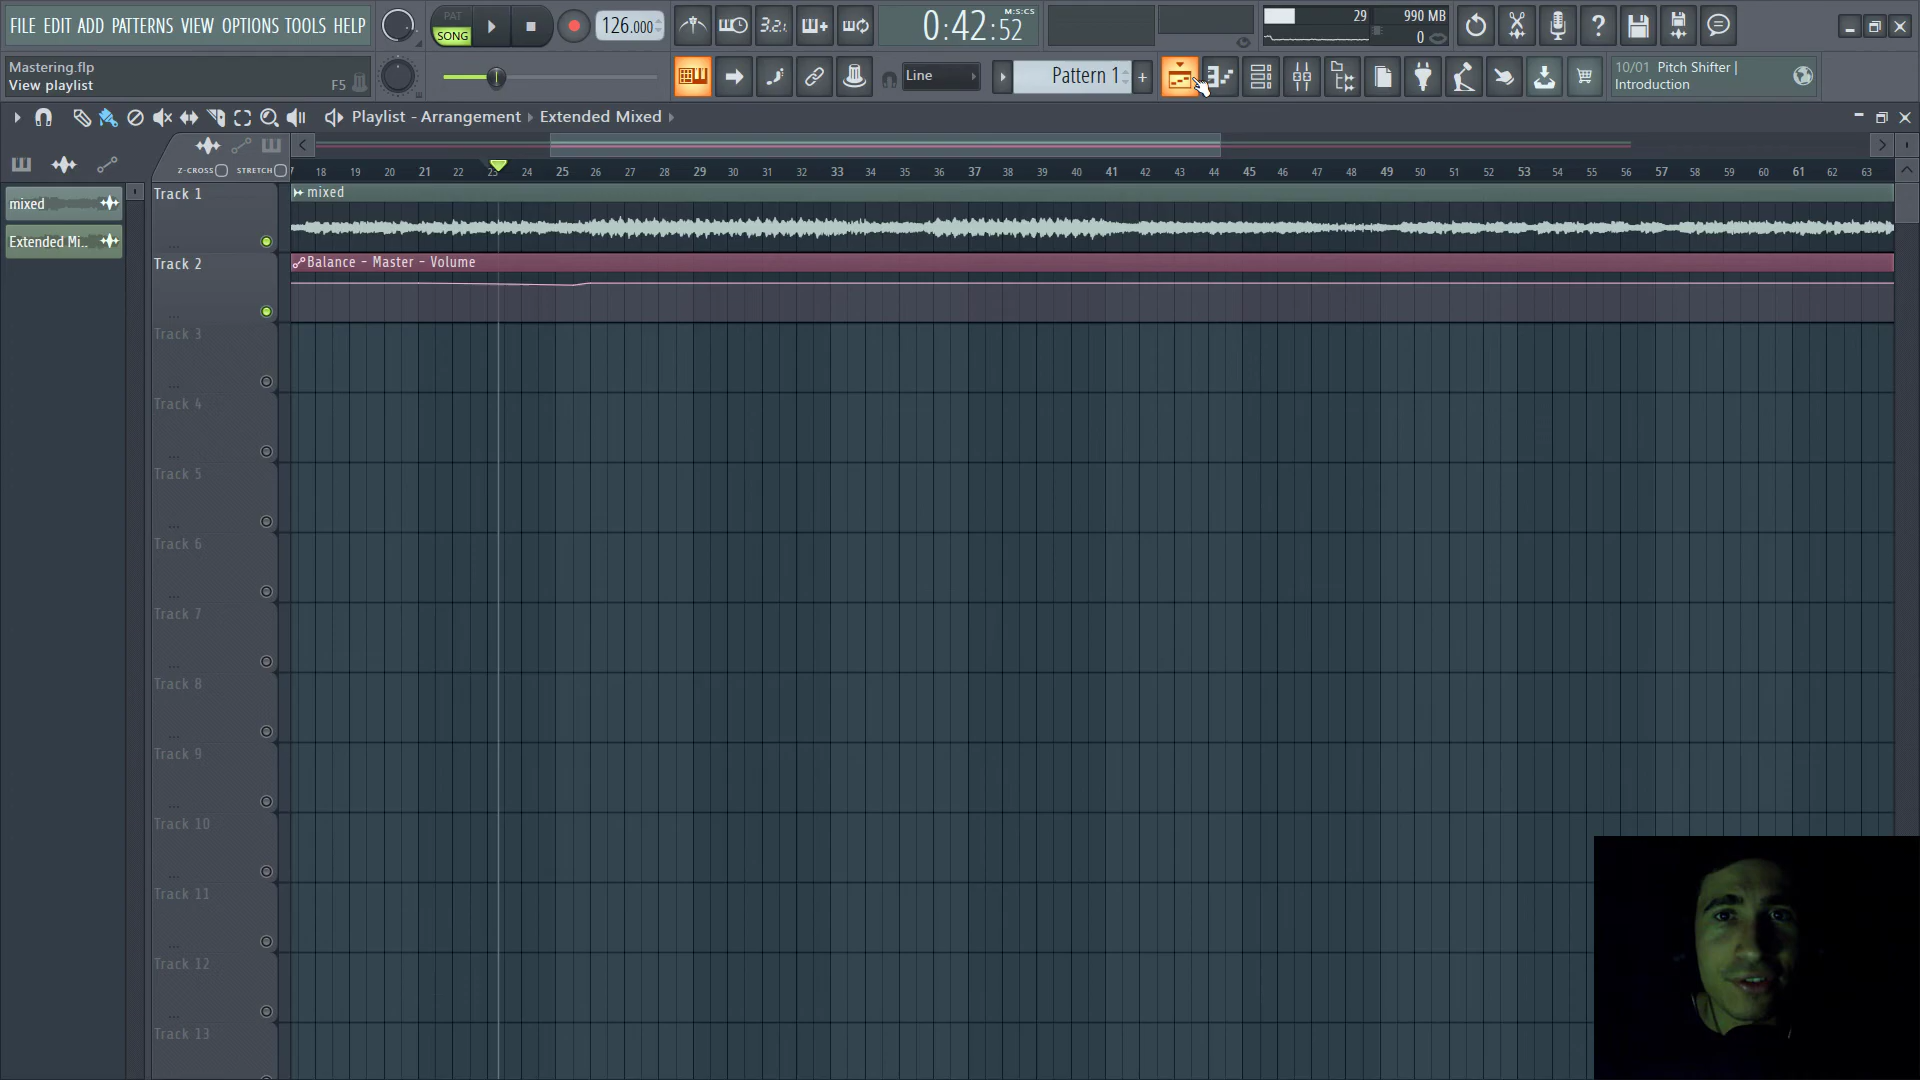 FILE EDIT ADD PATTERNS VIEW OPTIONS TOOLS HELP
PAT
SONG
126.000
3.2.1
0:42:52
M:S:CS
29
990 MB
0
Mastering.flp
View playlist
F5
Line
Pattern 1
10/01 Pitch Shifter |
Introduction
Playlist - Arrangement Extended Mixed
Z-CROSS STRETCH
18 19 20 21 22 23 24 25 26 27 28 29 30 31 32 33 34 35 36 37 38 39 40 41 42 43 44 45 46 47 48 49 50 51 52 53 54 55 56 57 58 59 60 61 62 63
mixed
Extended Mi..
Track 1
mixed
Track 2
Balance - Master - Volume
Track 3
Track 4
Track 5
Track 6
Track 7
Track 8
Track 9
Track 10
Track 11
Track 12
Track 13